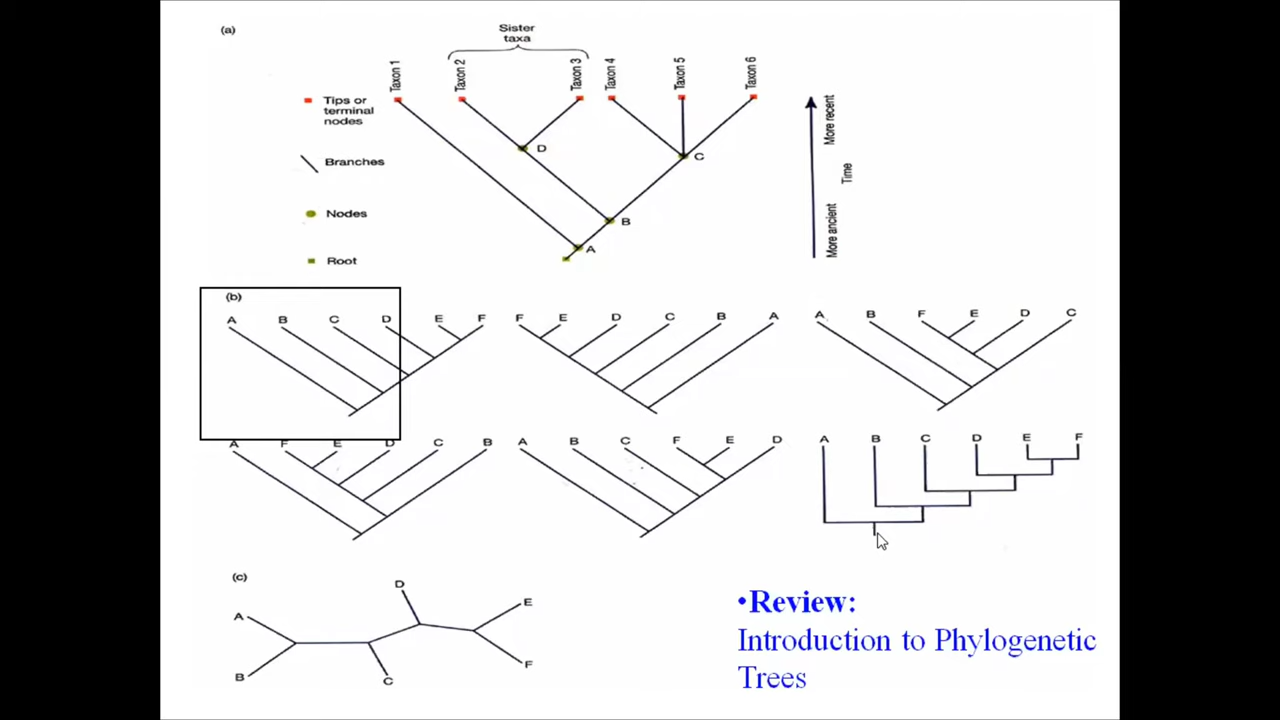 (a)
Sister
taxa
Taxon 1
Taxon 2
Taxon 3
Taxon 4
Taxon 5
Taxon 6
Tips or
terminal
nodes
Branches
Nodes
Root
D
C
B
A
More recent
Time
More ancient
(b)
A B C D E F
F E D C B A
A B F E D C
A F E D C B
A B C F E D
A B C D E F
(c)
D
A
E
B
C
F
•Review:
Introduction to Phylogenetic
Trees